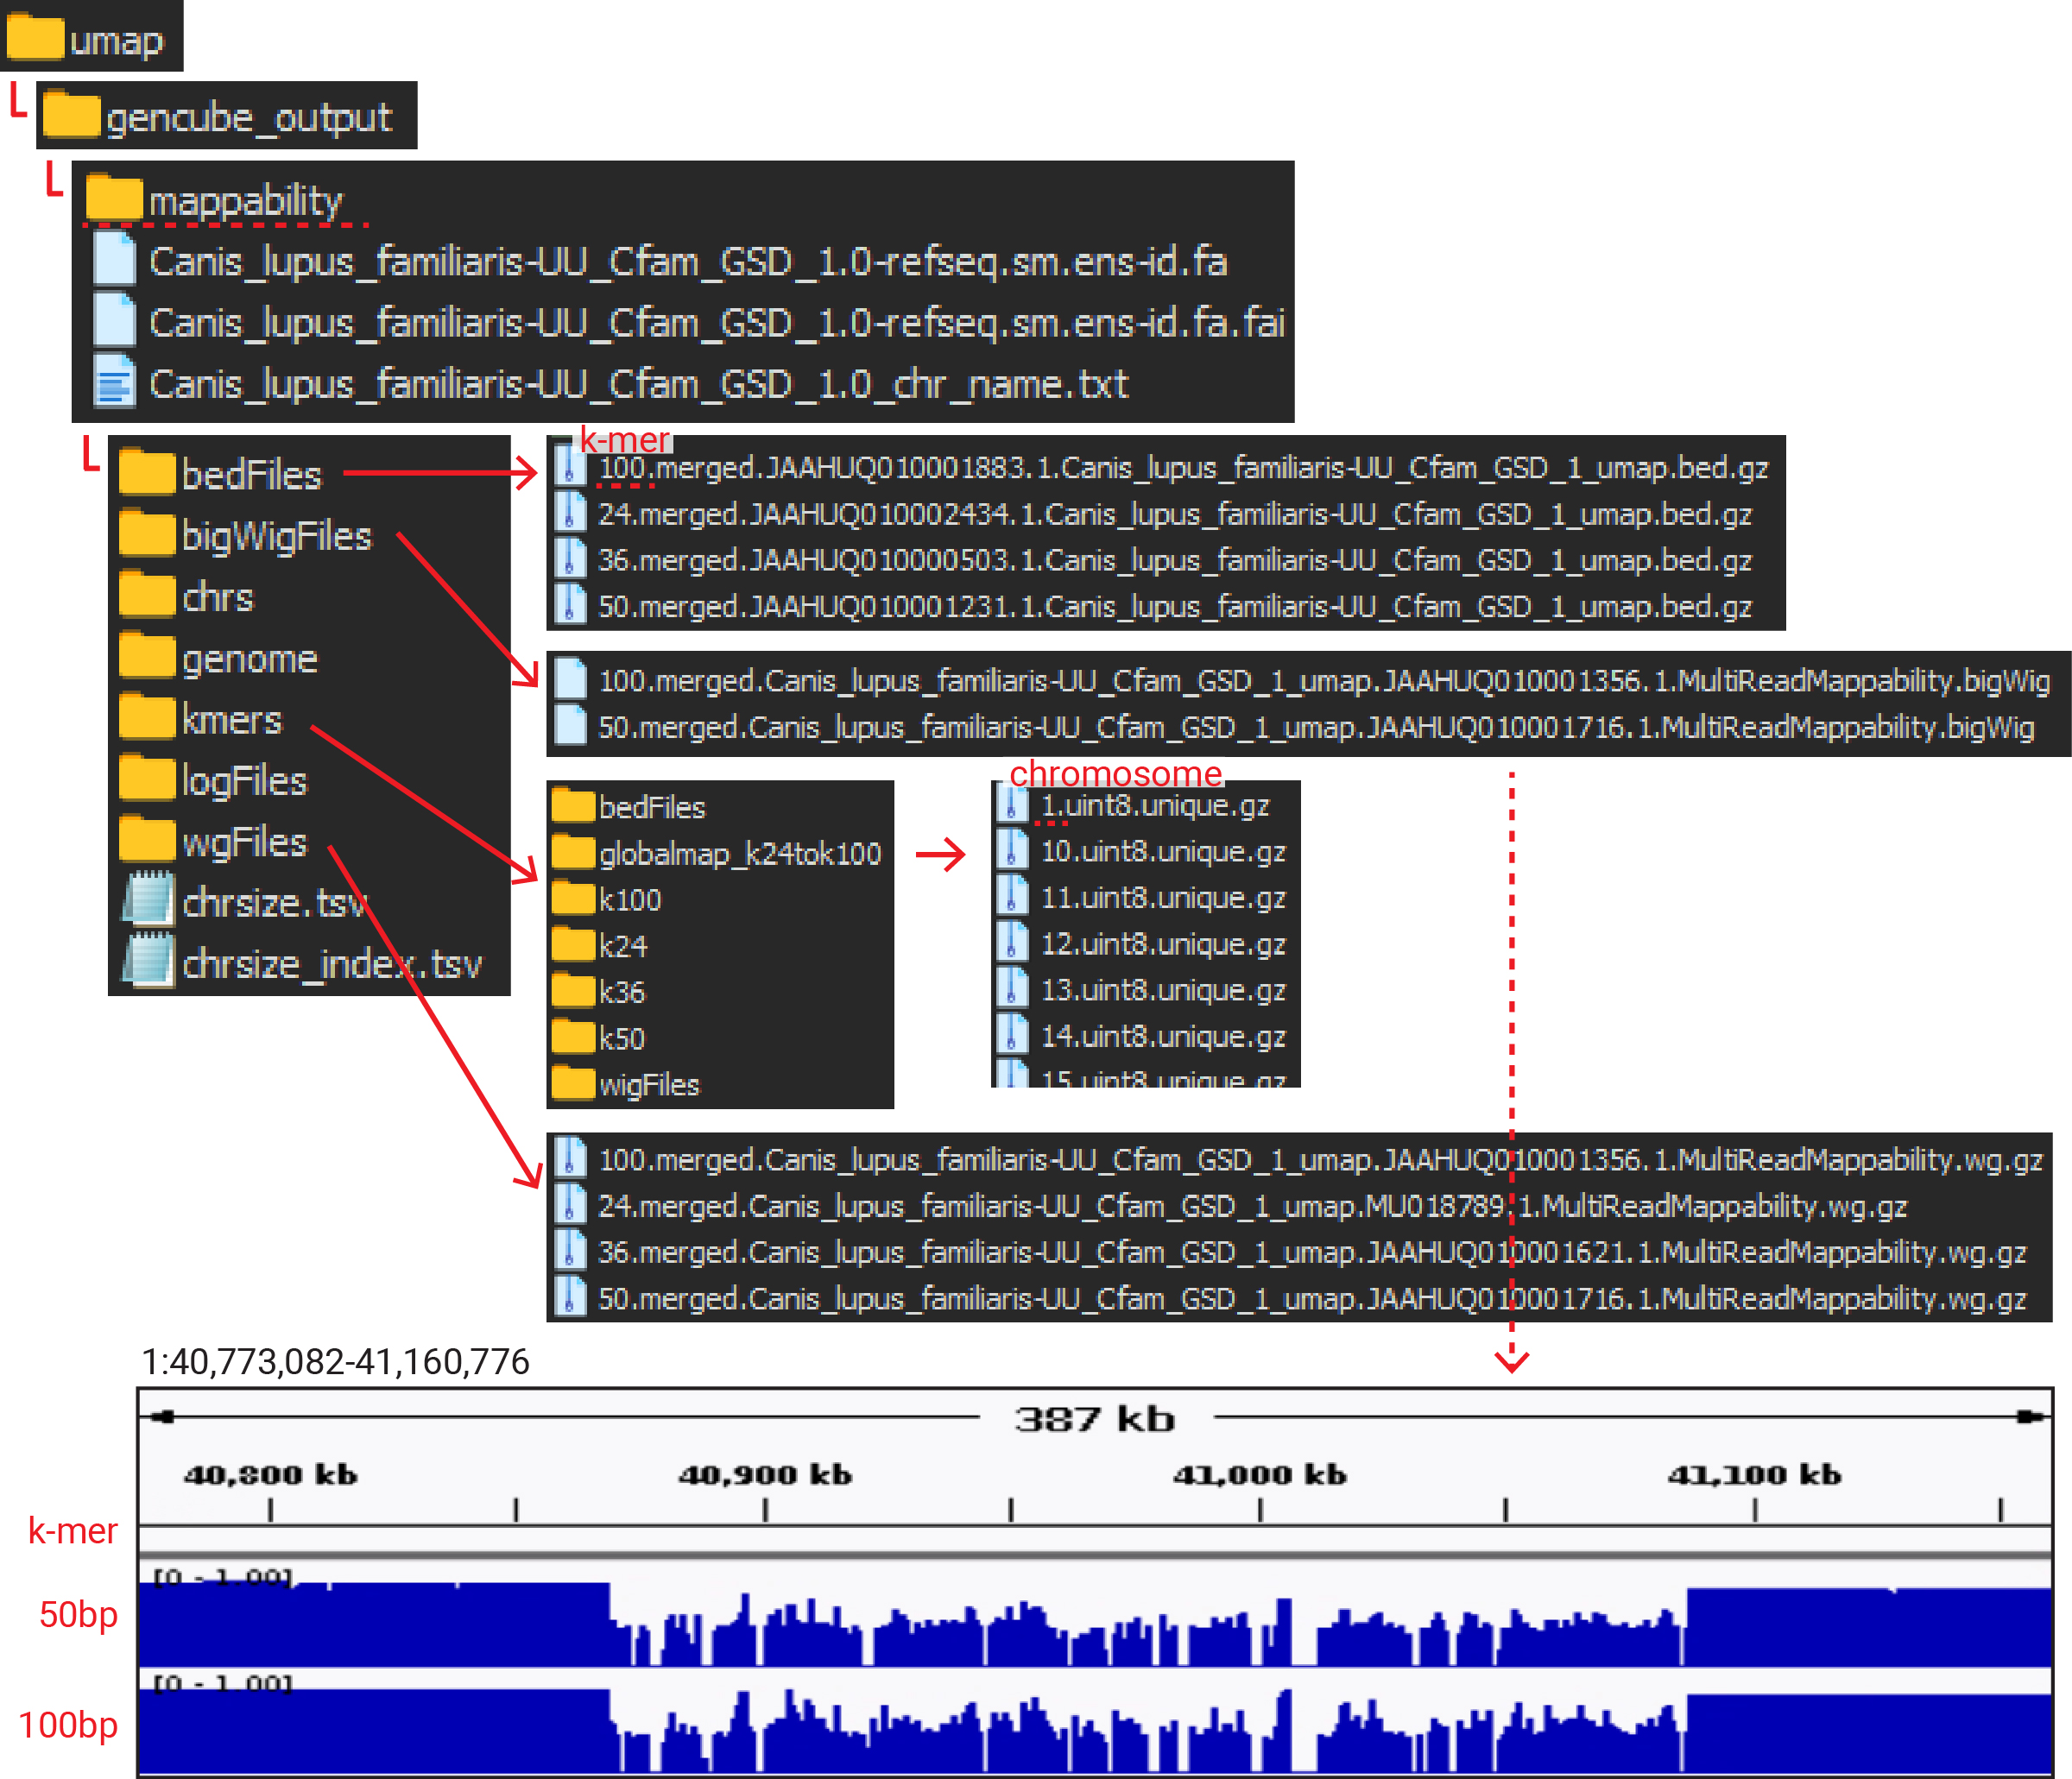 umap
gencube_output
mappability
Canis_lupus_familiaris-UU_Cfam_GSD_1.0-refseq.sm.ens-id.fa
Canis_lupus_familiaris-UU_Cfam_GSD_1.0-refseq.sm.ens-id.fa.fai
Canis_lupus_familiaris-UU_Cfam_GSD_1.0_chr_name.txt
bedFiles
bigWigFiles
chrs
genome
kmers
logFiles
wgFiles
chrsize.tsv
chrsize_index.tsv
k-mer
100.merged.JAAHUQ010001883.1.Canis_lupus_familiaris-UU_Cfam_GSD_1_umap.bed.gz
24.merged.JAAHUQ010002434.1.Canis_lupus_familiaris-UU_Cfam_GSD_1_umap.bed.gz
36.merged.JAAHUQ010000503.1.Canis_lupus_familiaris-UU_Cfam_GSD_1_umap.bed.gz
50.merged.JAAHUQ010001231.1.Canis_lupus_familiaris-UU_Cfam_GSD_1_umap.bed.gz
100.merged.Canis_lupus_familiaris-UU_Cfam_GSD_1_umap.JAAHUQ010001356.1.MultiReadMappability.bigWig
50.merged.Canis_lupus_familiaris-UU_Cfam_GSD_1_umap.JAAHUQ010001716.1.MultiReadMappability.bigWig
bedFiles
globalmap_k24tok100
k100
k24
k36
k50
wigFiles
chromosome
1.uint8.unique.gz
10.uint8.unique.gz
11.uint8.unique.gz
12.uint8.unique.gz
13.uint8.unique.gz
14.uint8.unique.gz
15.uint8.unique.gz
100.merged.Canis_lupus_familiaris-UU_Cfam_GSD_1_umap.JAAHUQ010001356.1.MultiReadMappability.wg.gz
24.merged.Canis_lupus_familiaris-UU_Cfam_GSD_1_umap.MU018789.1.MultiReadMappability.wg.gz
36.merged.Canis_lupus_familiaris-UU_Cfam_GSD_1_umap.JAAHUQ010001621.1.MultiReadMappability.wg.gz
50.merged.Canis_lupus_familiaris-UU_Cfam_GSD_1_umap.JAAHUQ010001716.1.MultiReadMappability.wg.gz
1:40,773,082-41,160,776
387 kb
40,800 kb 40,900 kb 41,000 kb 41,100 kb
k-mer
[0 - 1.00]
50bp
[0 - 1.00]
100bp